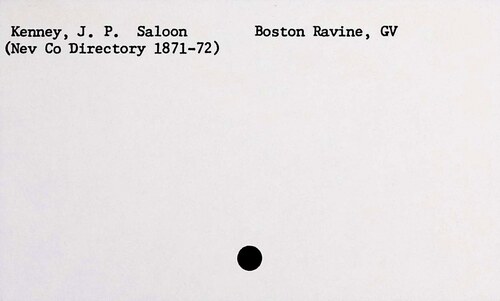 Kenney, J. P. Saloon Boston Ravine, GV
(Nev Co Directory 1871-72)